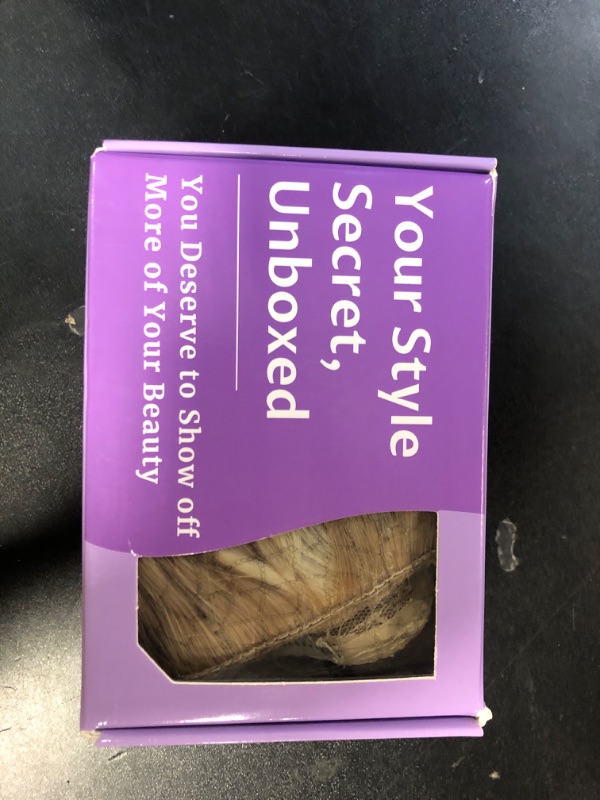 Your Style
Secret,
Unboxed
You Deserve to Show off
More of Your Beauty